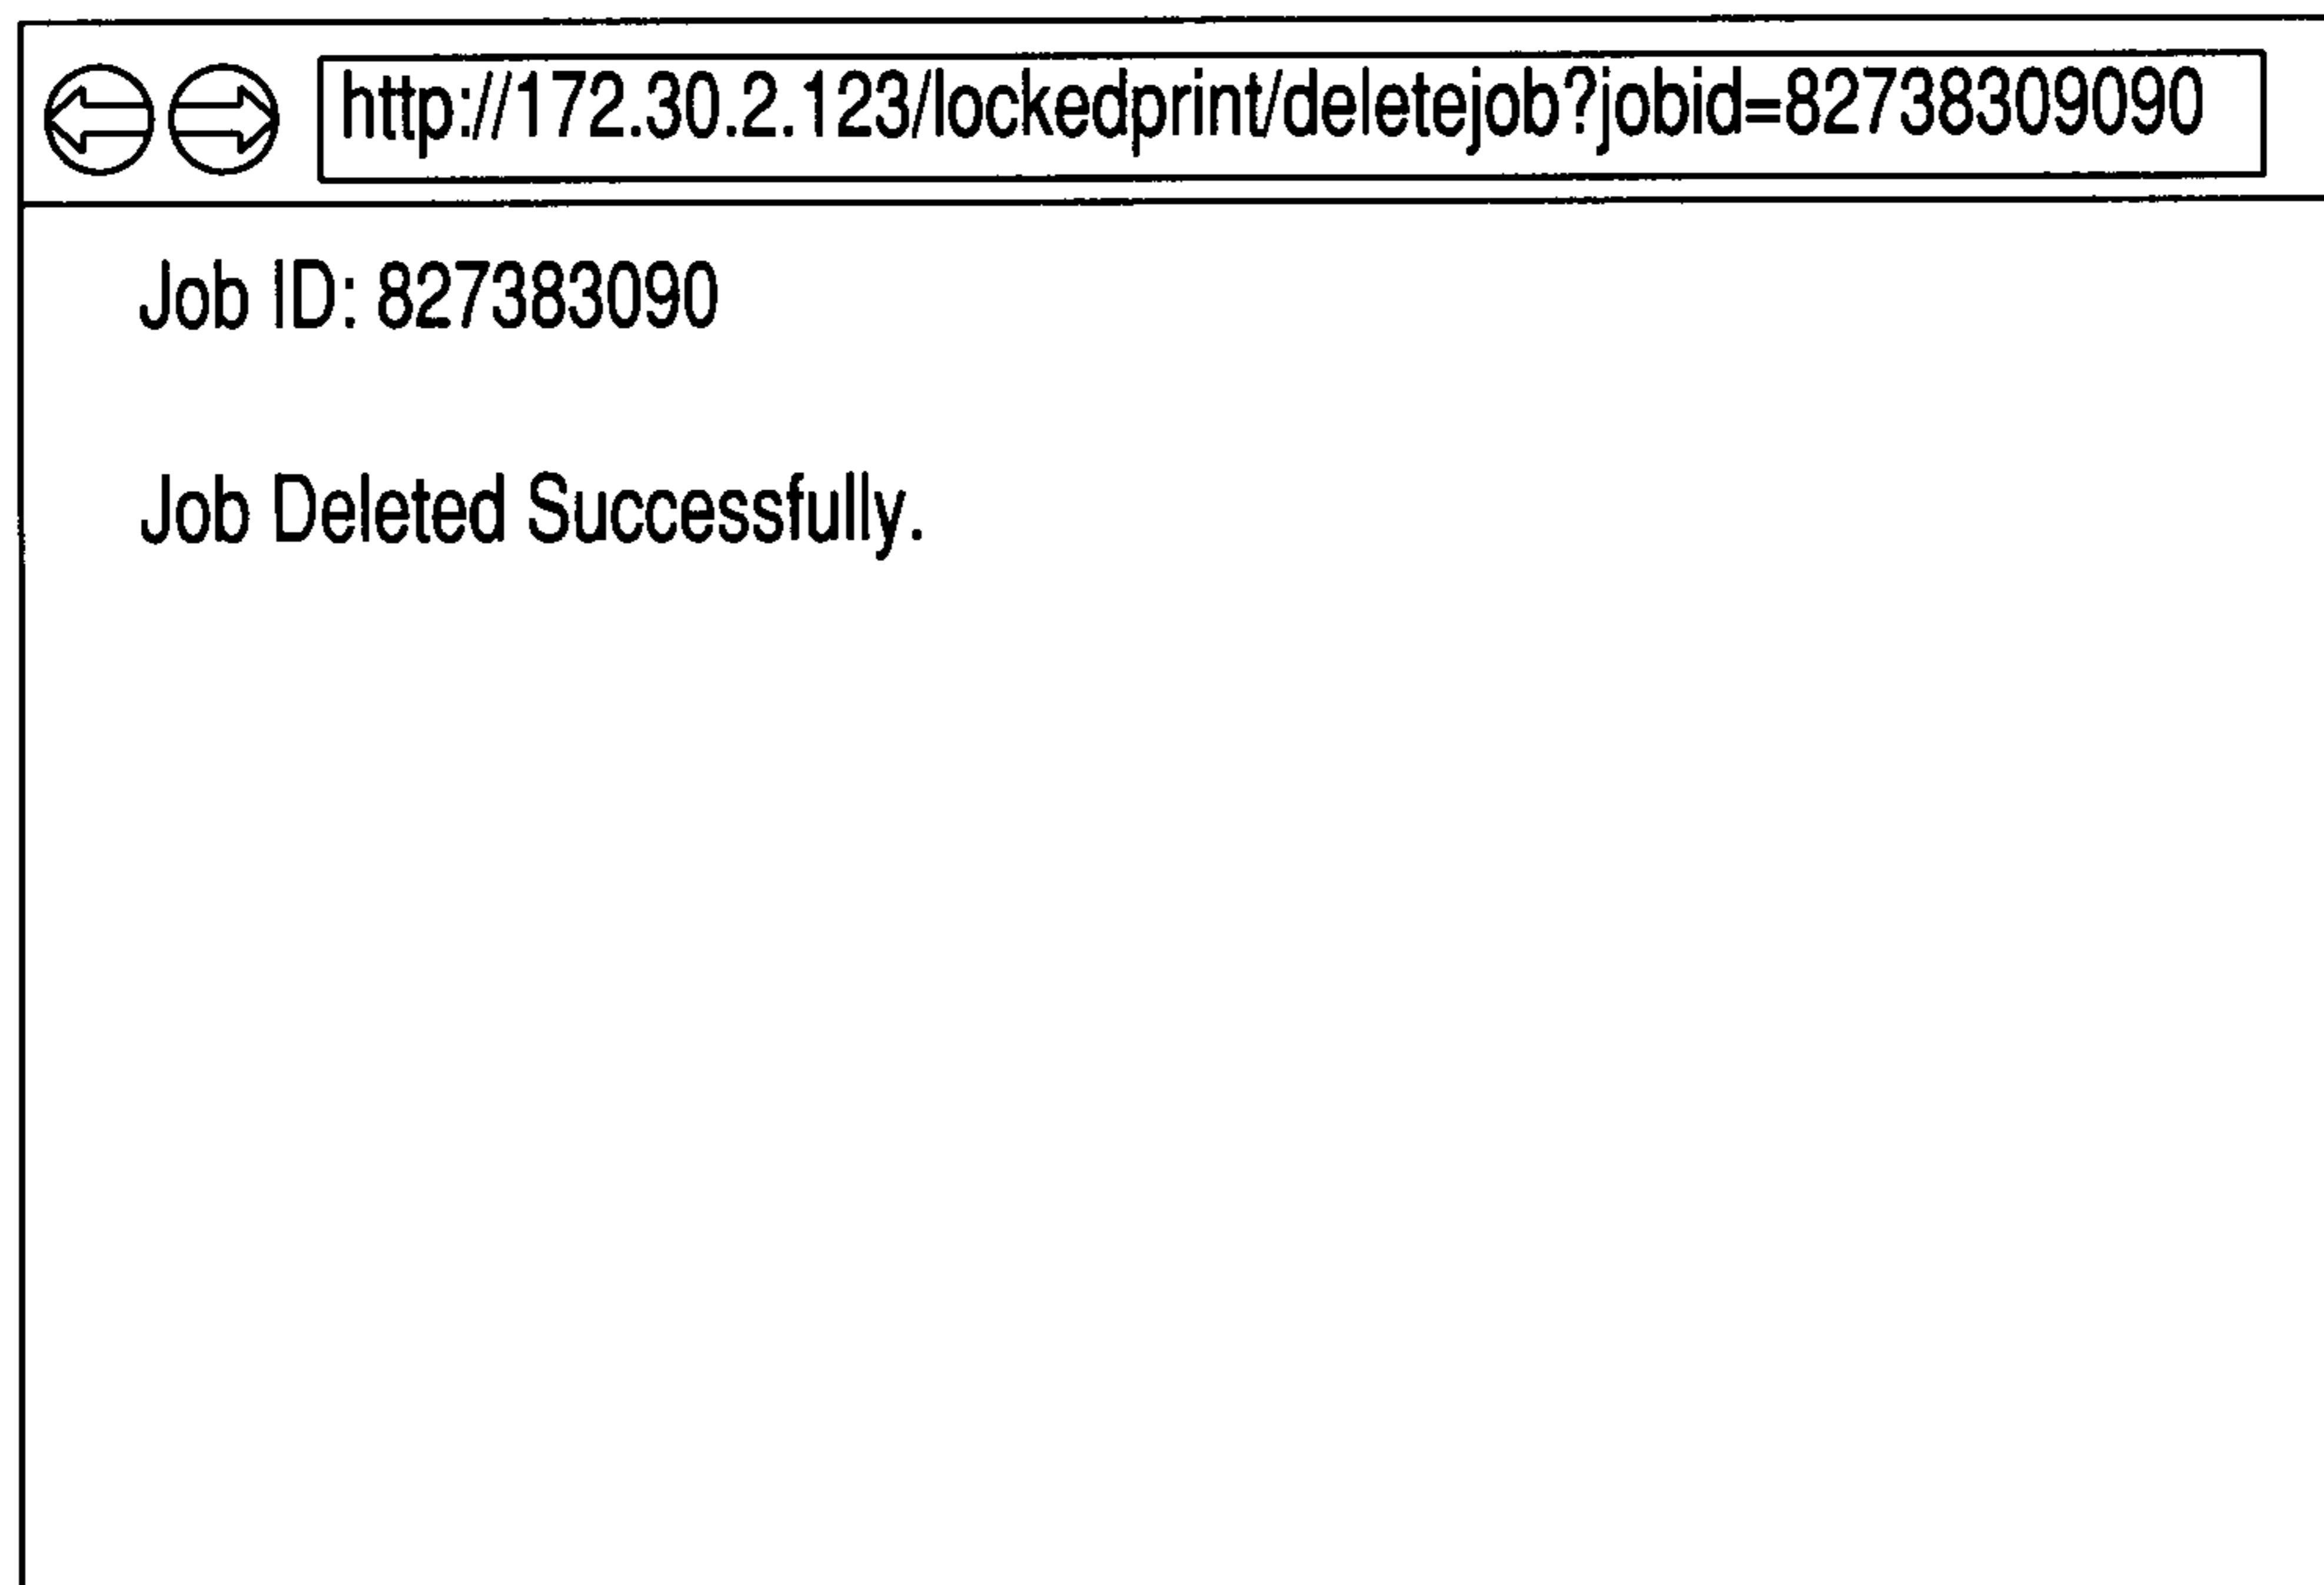 http://172.30.2.123/lockedprint/deletejob?jobid=82738309090
Job ID: 827383090
Job Deleted Successfully.